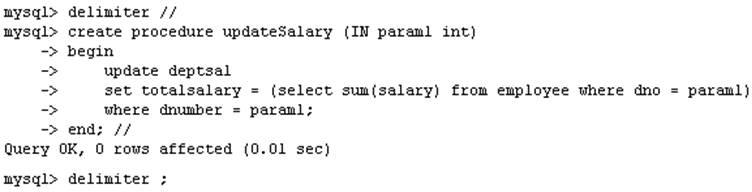 mysql> delimiter //
mysql> create procedure updateSalary (IN param1 int)
    -> begin
    ->     update deptsal
    ->     set totalsalary = (select sum(salary) from employee where dno = param1)
    ->     where dnumber = param1;
    -> end; //
Query OK, 0 rows affected (0.01 sec)
mysql> delimiter ;